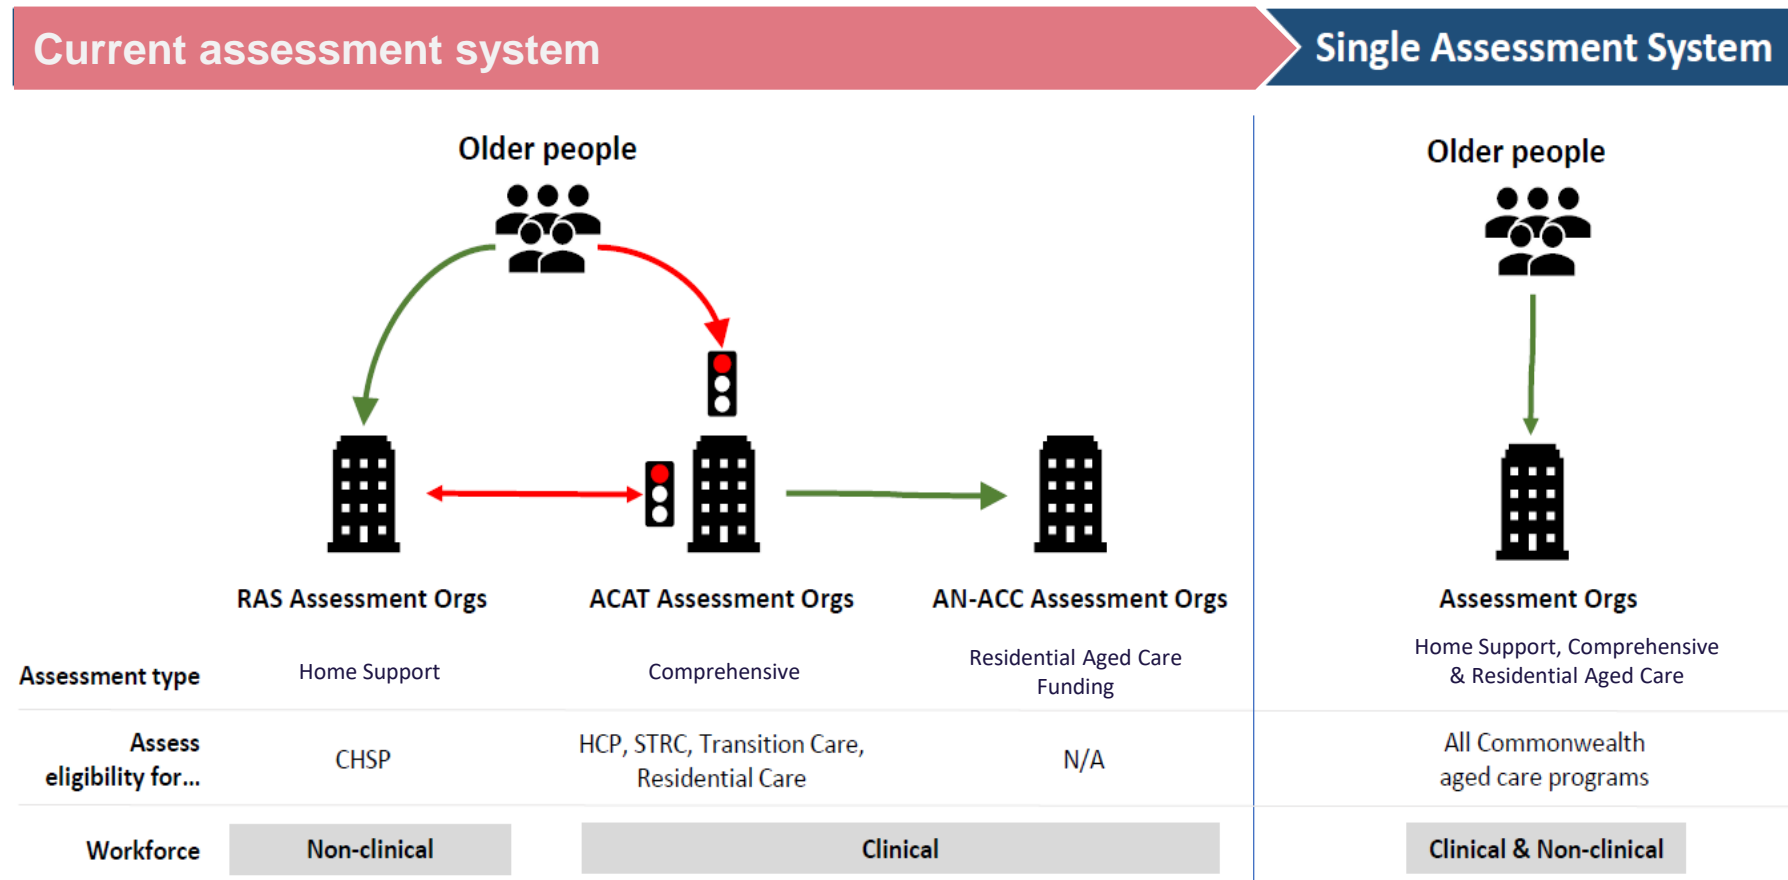 Current assessment system
Single Assessment System
Older people
Older people
RAS Assessment Orgs
ACAT Assessment Orgs
AN-ACC Assessment Orgs
Assessment Orgs
Assessment type
Home Support
Comprehensive
Residential Aged Care
Funding
Home Support, Comprehensive
& Residential Aged Care
Assess
eligibility for...
CHSP
HCP, STRC, Transition Care,
Residential Care
N/A
All Commonwealth
aged care programs
Workforce
Non-clinical
Clinical
Clinical & Non-clinical